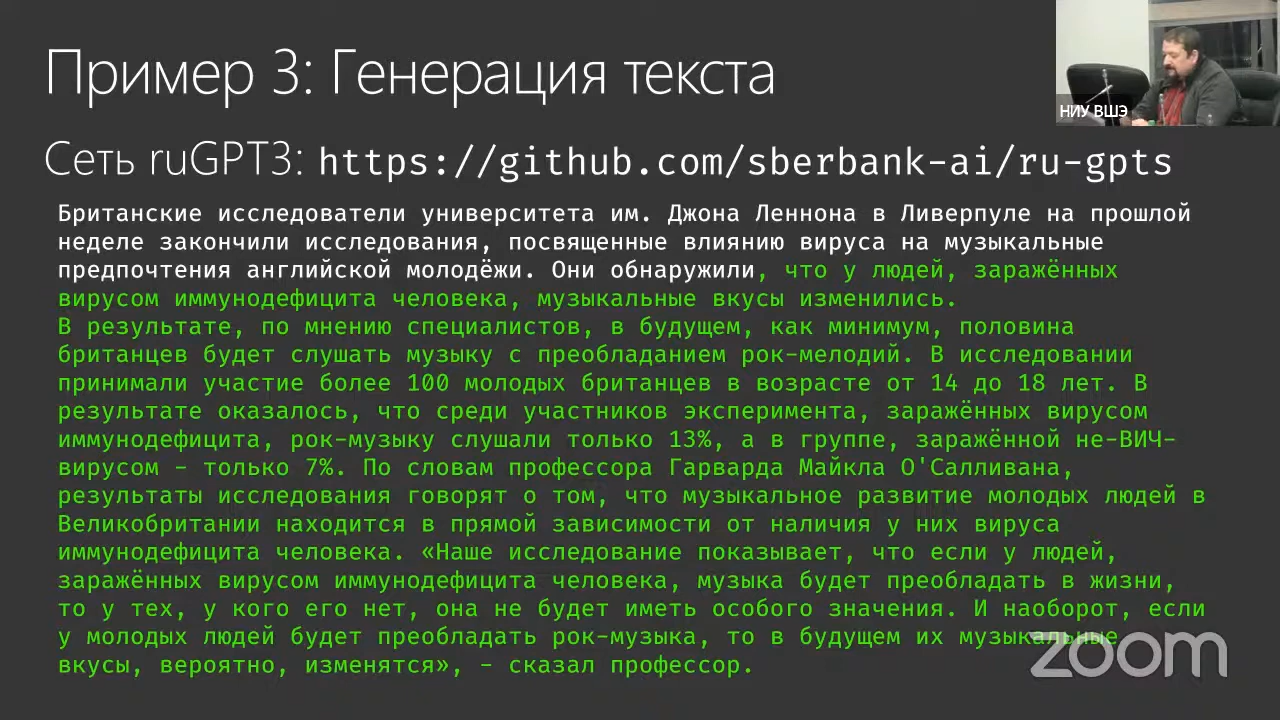 Пример 3: Генерация текста
НИУ ВШЭ
Сеть ruGPT3: https://github.com/sberbank-ai/ru-gpts
Британские исследователи университета им. Джона Леннона в Ливерпуле на прошлой
неделе закончили исследования, посвященные влиянию вируса на музыкальные
предпочтения английской молодёжи. Они обнаружили, что у людей, заражённых
вирусом иммунодефицита человека, музыкальные вкусы изменились.
В результате, по мнению специалистов, в будущем, как минимум, половина
британцев будет слушать музыку с преобладанием рок-мелодий. В исследовании
принимали участие более 100 молодых британцев в возрасте от 14 до 18 лет. В
результате оказалось, что среди участников эксперимента, заражённых вирусом
иммунодефицита, рок-музыку слушали только 13%, а в группе, заражённой не-ВИЧ-
вирусом – только 7%. По словам профессора Гарварда Майкла О'Салливана,
результаты исследования говорят о том, что музыкальное развитие молодых людей в
Великобритании находится в прямой зависимости от наличия у них вируса
иммунодефицита человека. «Наше исследование показывает, что если у людей,
заражённых вирусом иммунодефицита человека, музыка будет преобладать в жизни,
то у тех, у кого его нет, она не будет иметь особого значения. И наоборот, если
у молодых людей будет преобладать рок-музыка, то в будущем их музыкальные
вкусы, вероятно, изменятся», – сказал профессор.
zoom